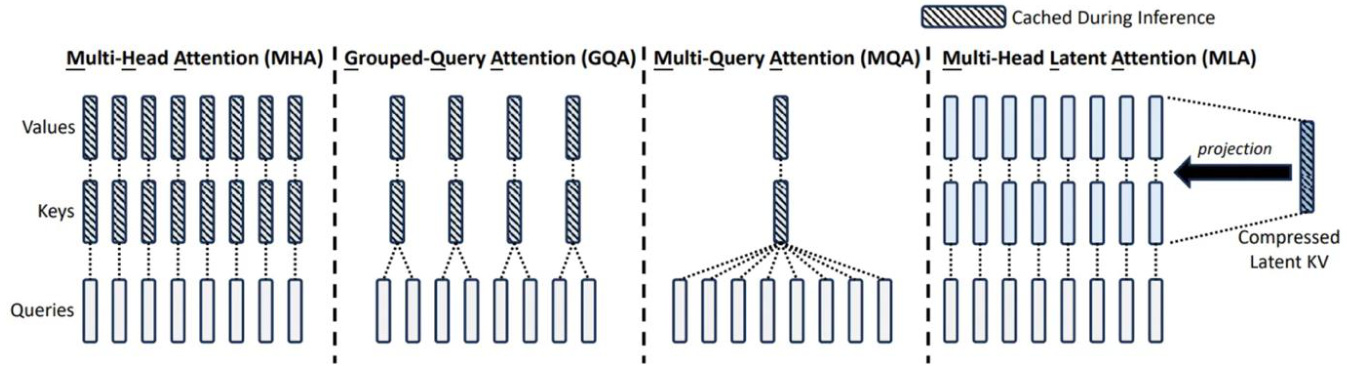 Cached During Inference
Multi-Head Attention (MHA)
Grouped-Query Attention (GQA)
Multi-Query Attention (MQA)
Multi-Head Latent Attention (MLA)
Values
Keys
Queries
projection
Compressed
Latent KV